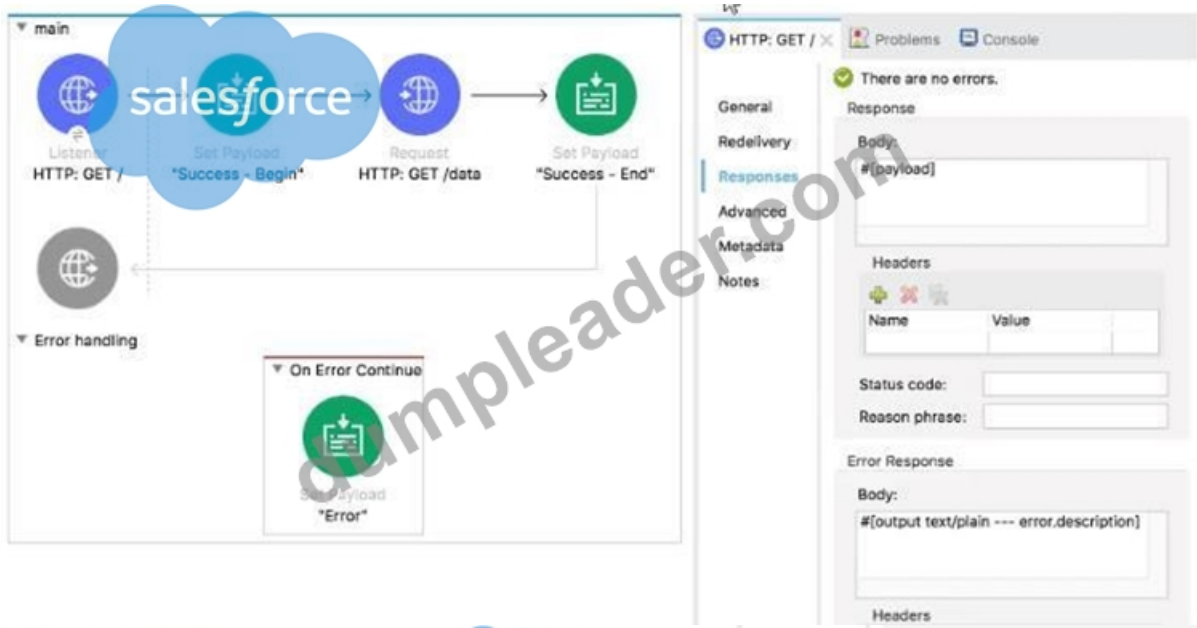 main
salesforce
Listener
Set Payload
Request
Set Payload
HTTP: GET /
"Success - Begin"
HTTP: GET /data
"Success - End"
Error handling
On Error Continue
Set Payload
"Error"
HTTP: GET /
Problems
Console
There are no errors.
General
Redelivery
Responses
Advanced
Metadata
Notes
Response
Body:
#[payload]
Headers
Name Value
Status code:
Reason phrase:
Error Response
Body:
#[output text/plain --- error.description]
Headers
dumpleader.com